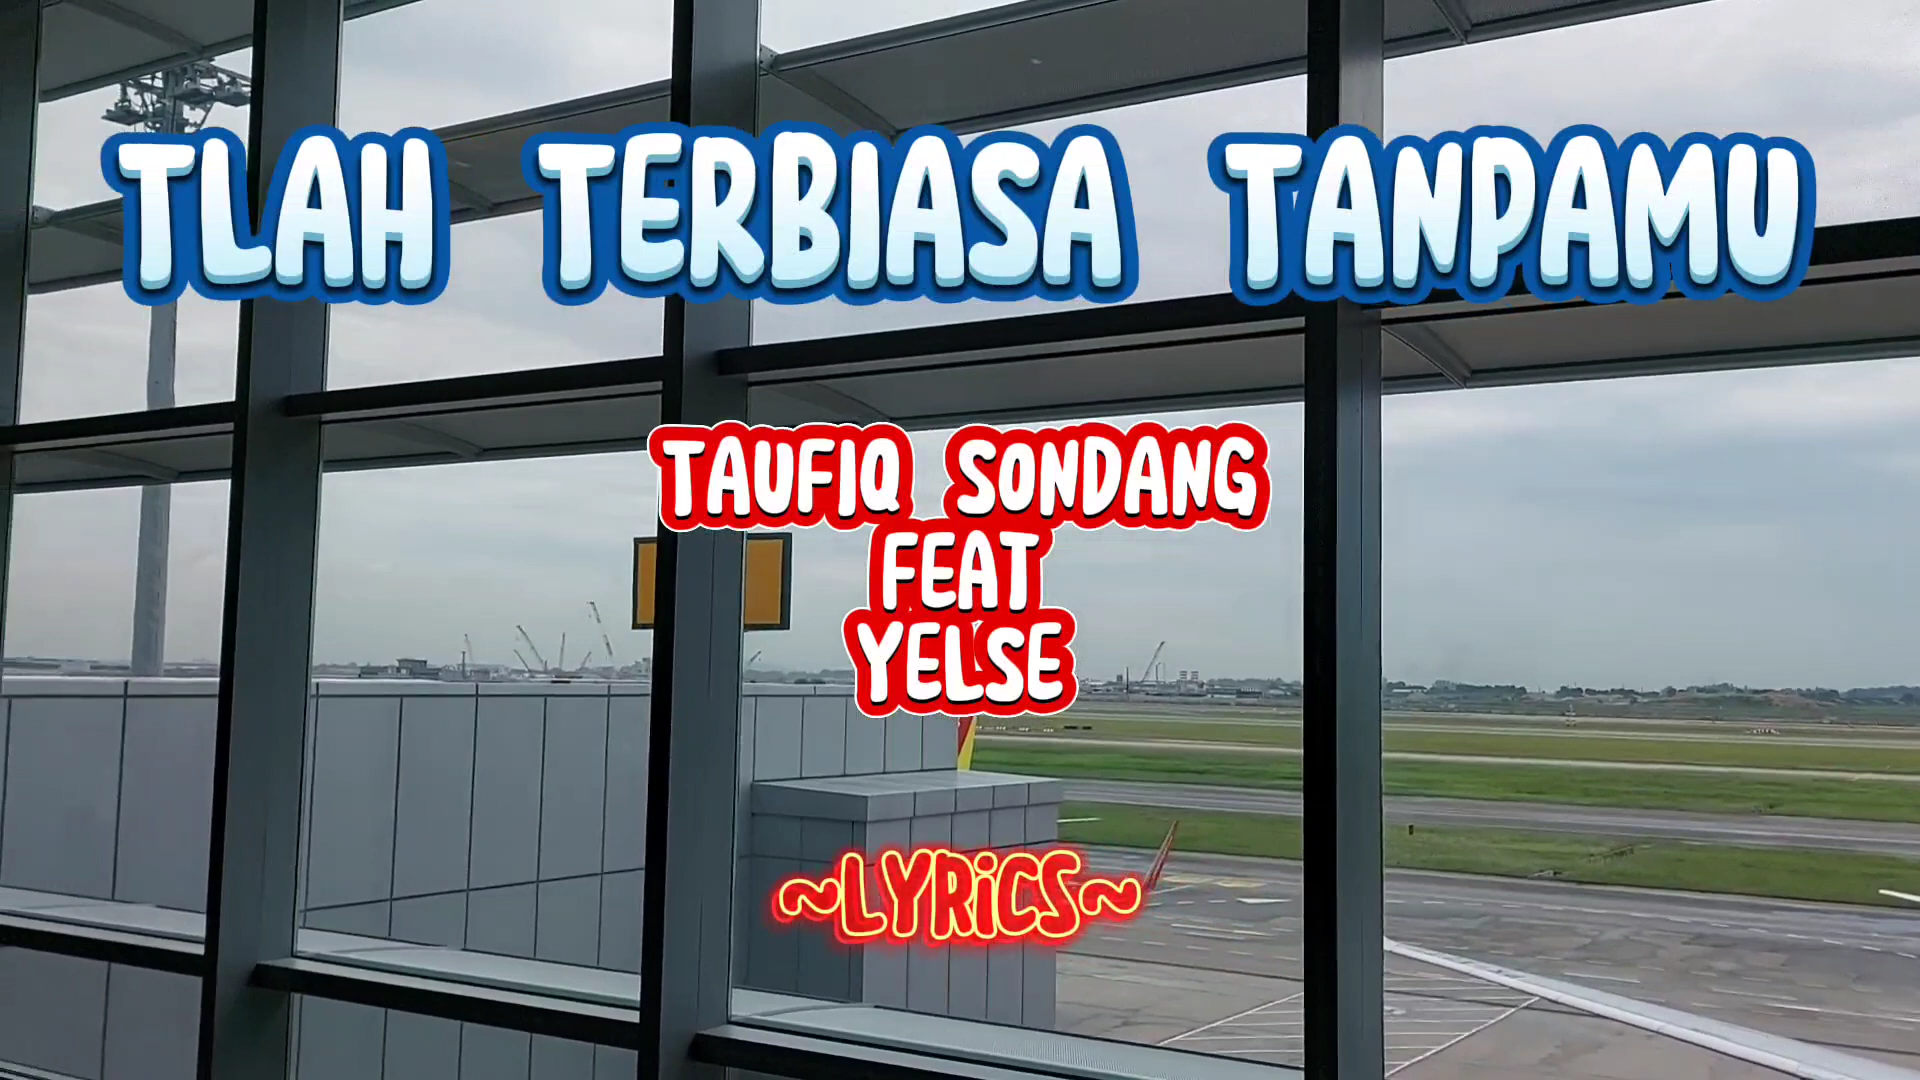 TLAH TERBIASA TANPAMU
TAUFIQ SONDANG
FEAT
YELSE
~LYRiCS~